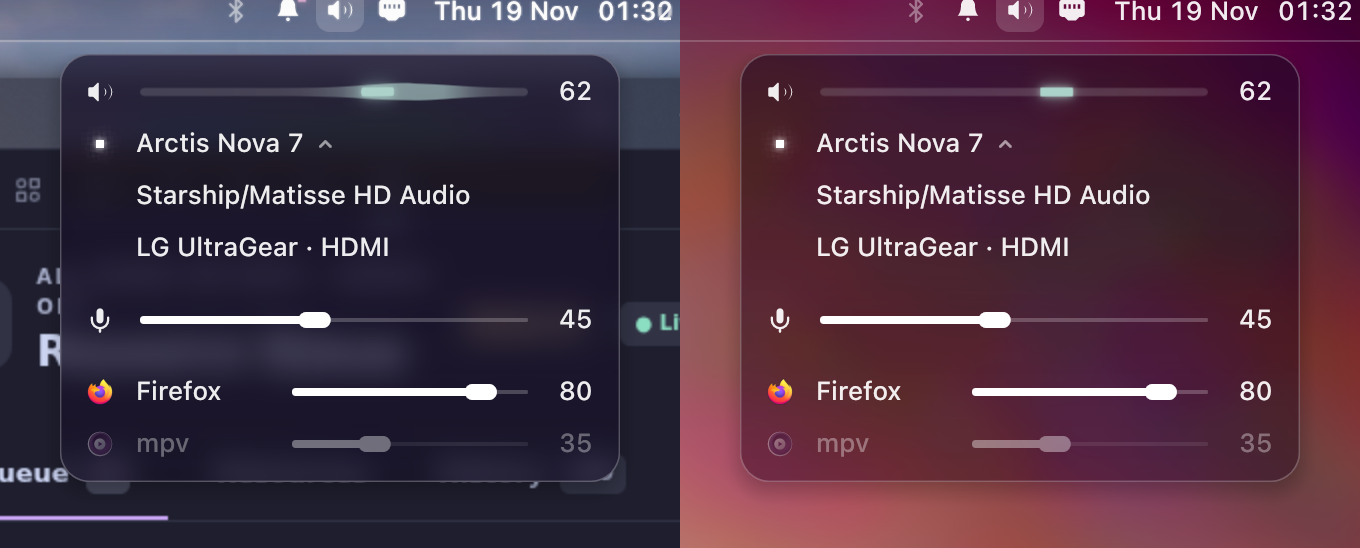 Thu 19 Nov 01:32
62
Arctis Nova 7
Starship/Matisse HD Audio
LG UltraGear · HDMI
45
Firefox 80
mpv 35
Li
ueue
Thu 19 Nov 01:32
62
Arctis Nova 7
Starship/Matisse HD Audio
LG UltraGear · HDMI
45
Firefox 80
mpv 35